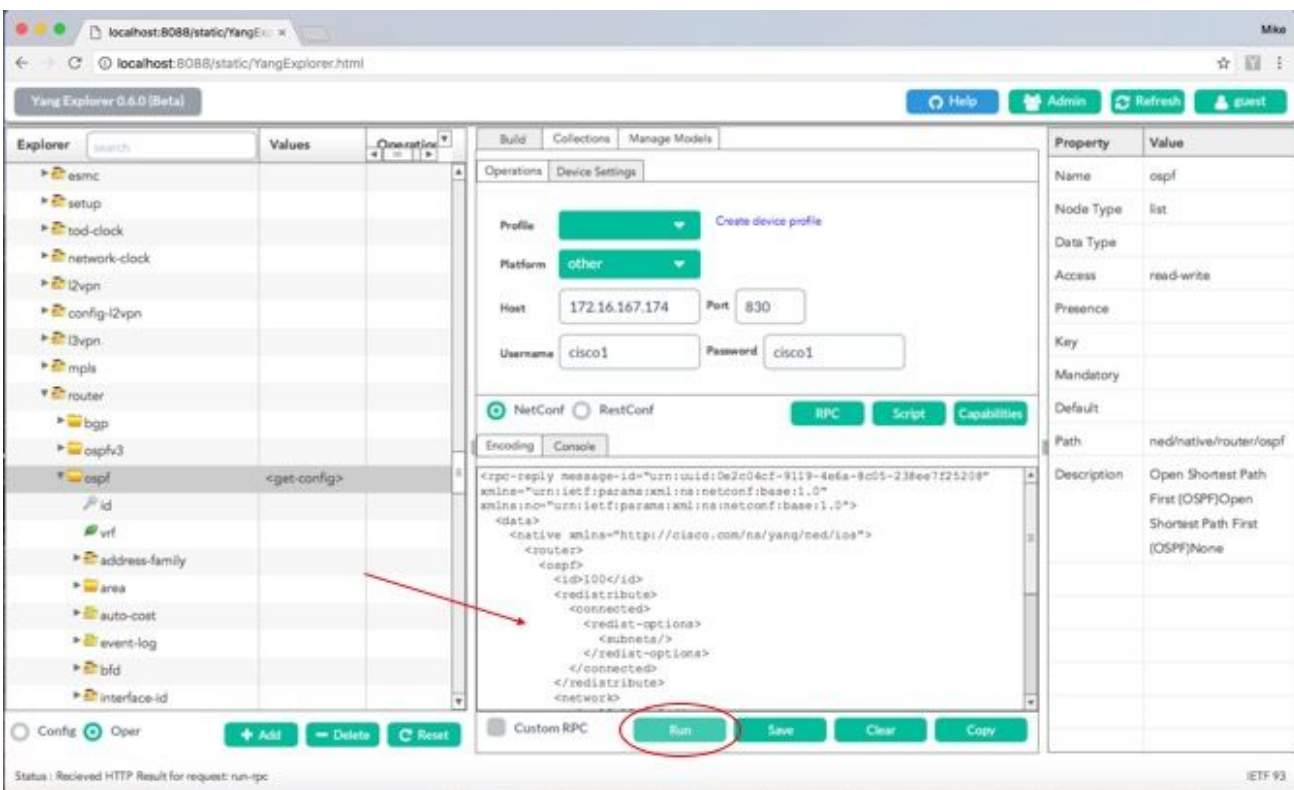 localhost:8088/static/YangEx
Mike
localhost:8088/static/YangExplorer.html
Yang Explorer 0.6.0 (Beta)
Help
Admin
Refresh
guest
Explorer
search
Values
Operation
esmc
setup
tod-clock
network-clock
l2vpn
config-l2vpn
l3vpn
mpls
router
bgp
ospfv3
ospf
<get-config>
id
vrf
address-family
area
auto-cost
event-log
bfd
interface-id
Config
Oper
Add
Delete
Reset
Build
Collections
Manage Models
Operations
Device Settings
Profile
Create device profile
Platform
other
Host
172.16.167.174
Port
830
Username
cisco1
Password
cisco1
NetConf
RestConf
RPC
Script
Capabilities
Encoding
Console
<rpc-reply message-id="urn:uuid:0e2c04cf-9119-4e6a-8c05-238ee7f25208"
xmlns="urn:ietf:params:xml:ns:netconf:base:1.0"
xmlns:nc="urn:ietf:params:xml:ns:netconf:base:1.0">
<data>
<native xmlns="http://cisco.com/ns/yang/ned/ios">
<router>
<ospf>
<id>100</id>
<redistribute>
<connected>
<redist-options>
<subnets/>
</redist-options>
</connected>
</redistribute>
<network>
Custom RPC
Run
Save
Clear
Copy
Property
Value
Name
ospf
Node Type
list
Data Type
Access
read-write
Presence
Key
Mandatory
Default
Path
ned/native/router/ospf
Description
Open Shortest Path
First (OSPF)Open
Shortest Path First
(OSPF)None
Status : Recieved HTTP Result for request: run-rpc
IETF 93